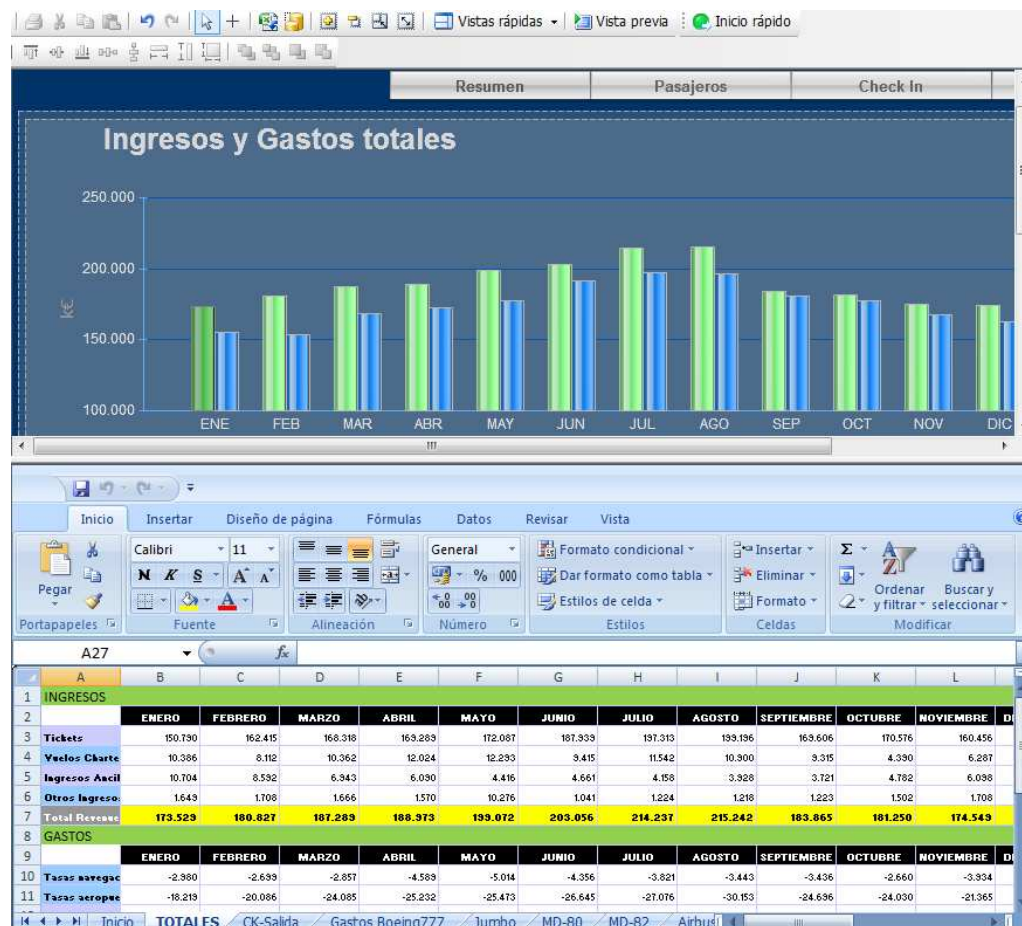 Vistas rápidas Vista previa Inicio rápido
Resumen Pasajeros Check In
Ingresos y Gastos totales
250.000
200.000
k€
150.000
100.000
ENE FEB MAR ABR MAY JUN JUL AGO SEP OCT NOV DIC
Inicio Insertar Diseño de página Fórmulas Datos Revisar Vista
Calibri 11 General Formato condicional Insertar Σ
Pegar N K S A A % 000 Dar formato como tabla Eliminar Ordenar y filtrar Buscar y seleccionar
A Estilos de celda Formato
Portapapeles Fuente Alineación Número Estilos Celdas Modificar
A27 fx
A B C D E F G H I J K L
1 INGRESOS
2 ENERO FEBRERO MARZO ABRIL MAYO JUNIO JULIO AGOSTO SEPTIEMBRE OCTUBRE NOVIEMBRE DI
3 Tickets 150.790 162.415 168.318 169.289 172.087 187.939 197.313 199.196 169.606 170.576 160.456
4 Vuelos Charte 10.386 8.112 10.362 12.024 12.293 9.415 11.542 10.900 9.315 4.390 6.287
5 Ingresos Ancil 10.704 8.592 6.943 6.090 4.416 4.661 4.158 3.928 3.721 4.782 6.098
6 Otros Ingreso 1.649 1.708 1.666 1.570 10.276 1.041 1.224 1.218 1.223 1.502 1.708
7 Total Revenue 173.529 180.827 187.289 188.973 199.072 203.056 214.237 215.242 183.865 181.250 174.549
8 GASTOS
9 ENERO FEBRERO MARZO ABRIL MAYO JUNIO JULIO AGOSTO SEPTIEMBRE OCTUBRE NOVIEMBRE DI
10 Tasas navegac -2.980 -2.699 -2.857 -4.589 -5.014 -4.356 -3.821 -3.443 -3.436 -2.660 -3.934
11 Tasas aeropue -18.219 -20.086 -24.085 -25.232 -25.473 -26.645 -27.076 -30.153 -24.696 -24.030 -21.365
Inicio TOTALES CK-Salida Gastos Boeing777 Jumbo MD-80 MD-82 Airbus